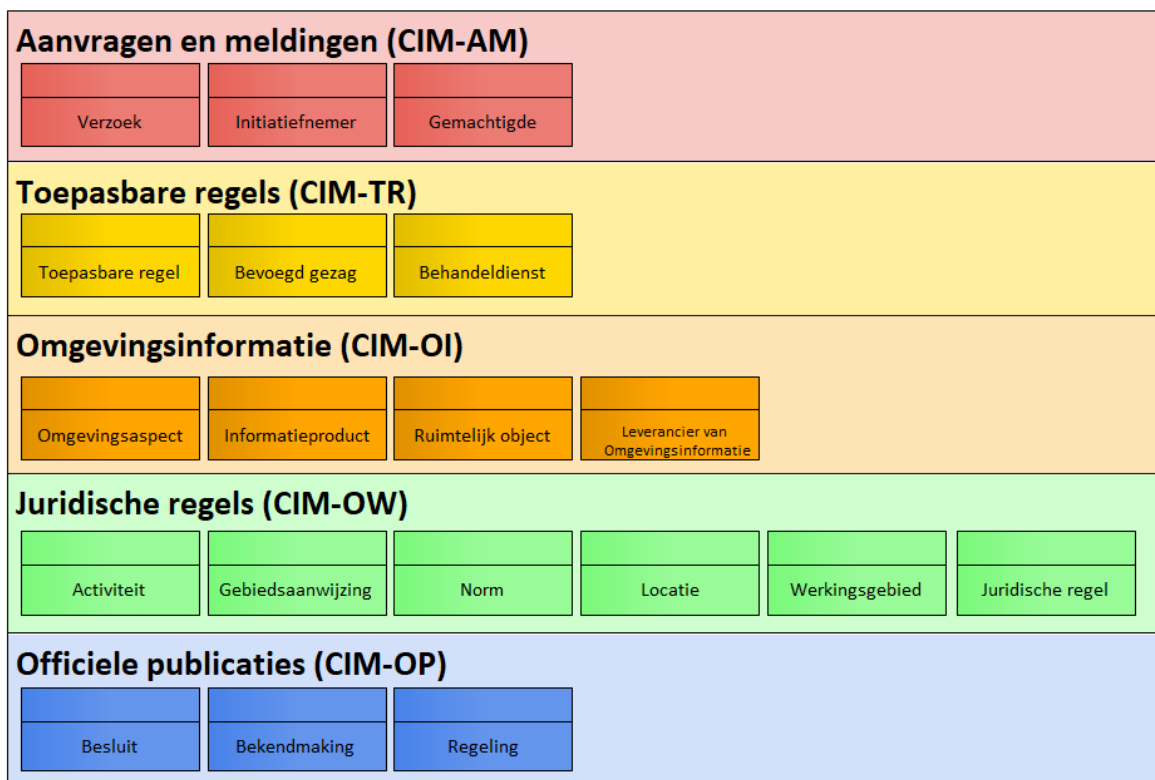 Aanvragen en meldingen (CIM-AM)
Verzoek
Initiatiefnemer
Gemachtigde
Toepasbare regels (CIM-TR)
Toepasbare regel
Bevoegd gezag
Behandeldienst
Omgevingsinformatie (CIM-OI)
Omgevingsaspect
Informatieproduct
Ruimtelijk object
Leverancier van
Omgevingsinformatie
Juridische regels (CIM-OW)
Activiteit
Gebiedsaanwijzing
Norm
Locatie
Werkingsgebied
Juridische regel
Officiele publicaties (CIM-OP)
Besluit
Bekendmaking
Regeling